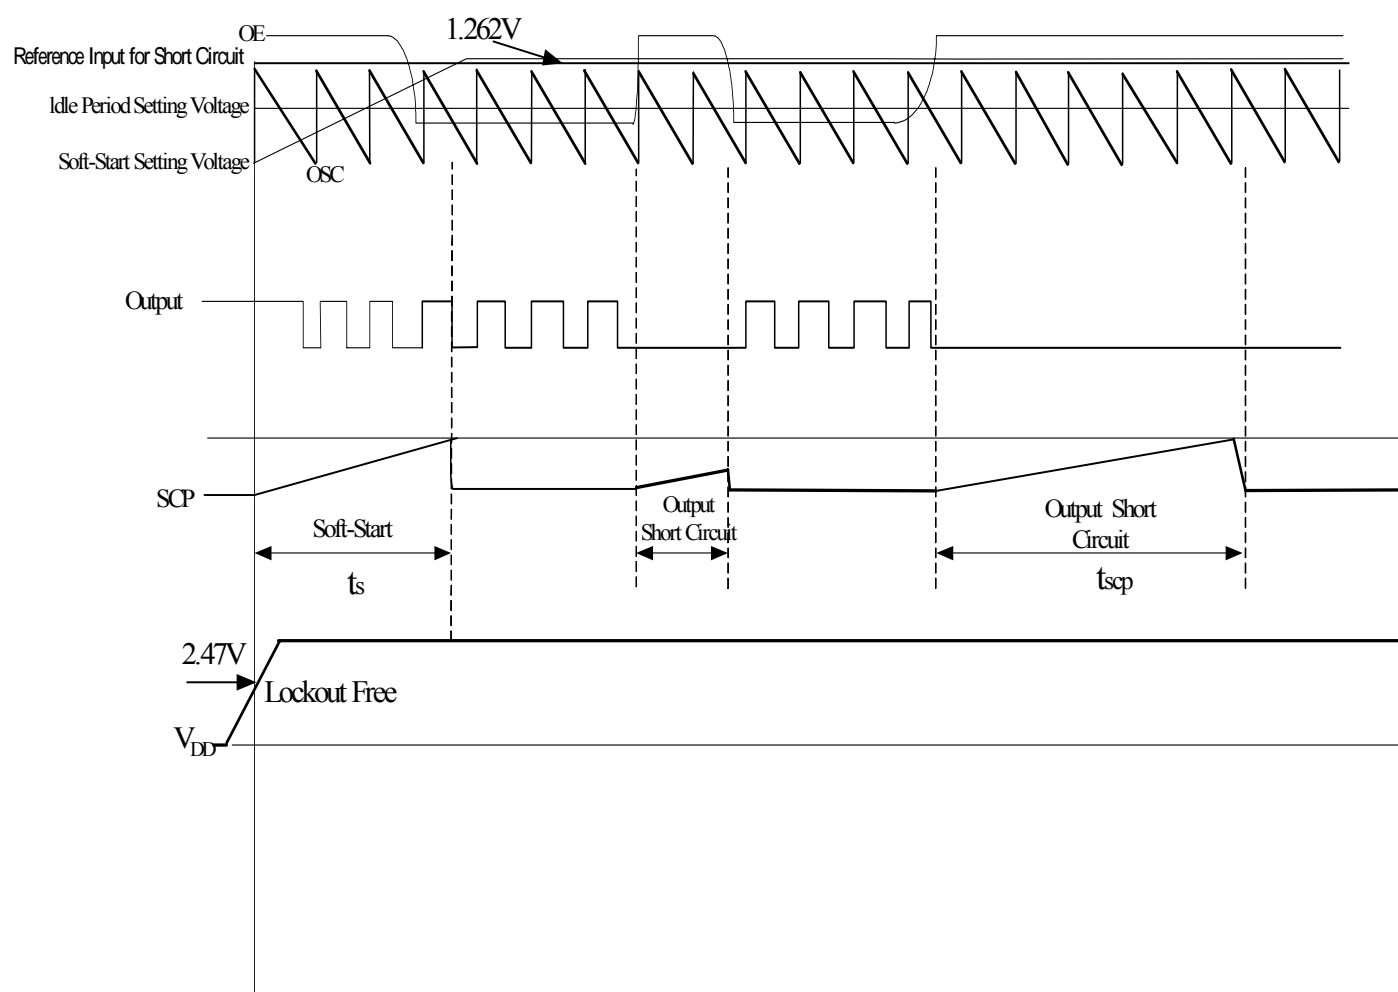 OE
1.262V
Reference Input for Short Circuit
Idle Period Setting Voltage
Soft-Start Setting Voltage
OSC
Output
SCP
Soft-Start
ts
Output
Short Circuit
Output Short
Circuit
tscp
2.47V
Lockout Free
VDD